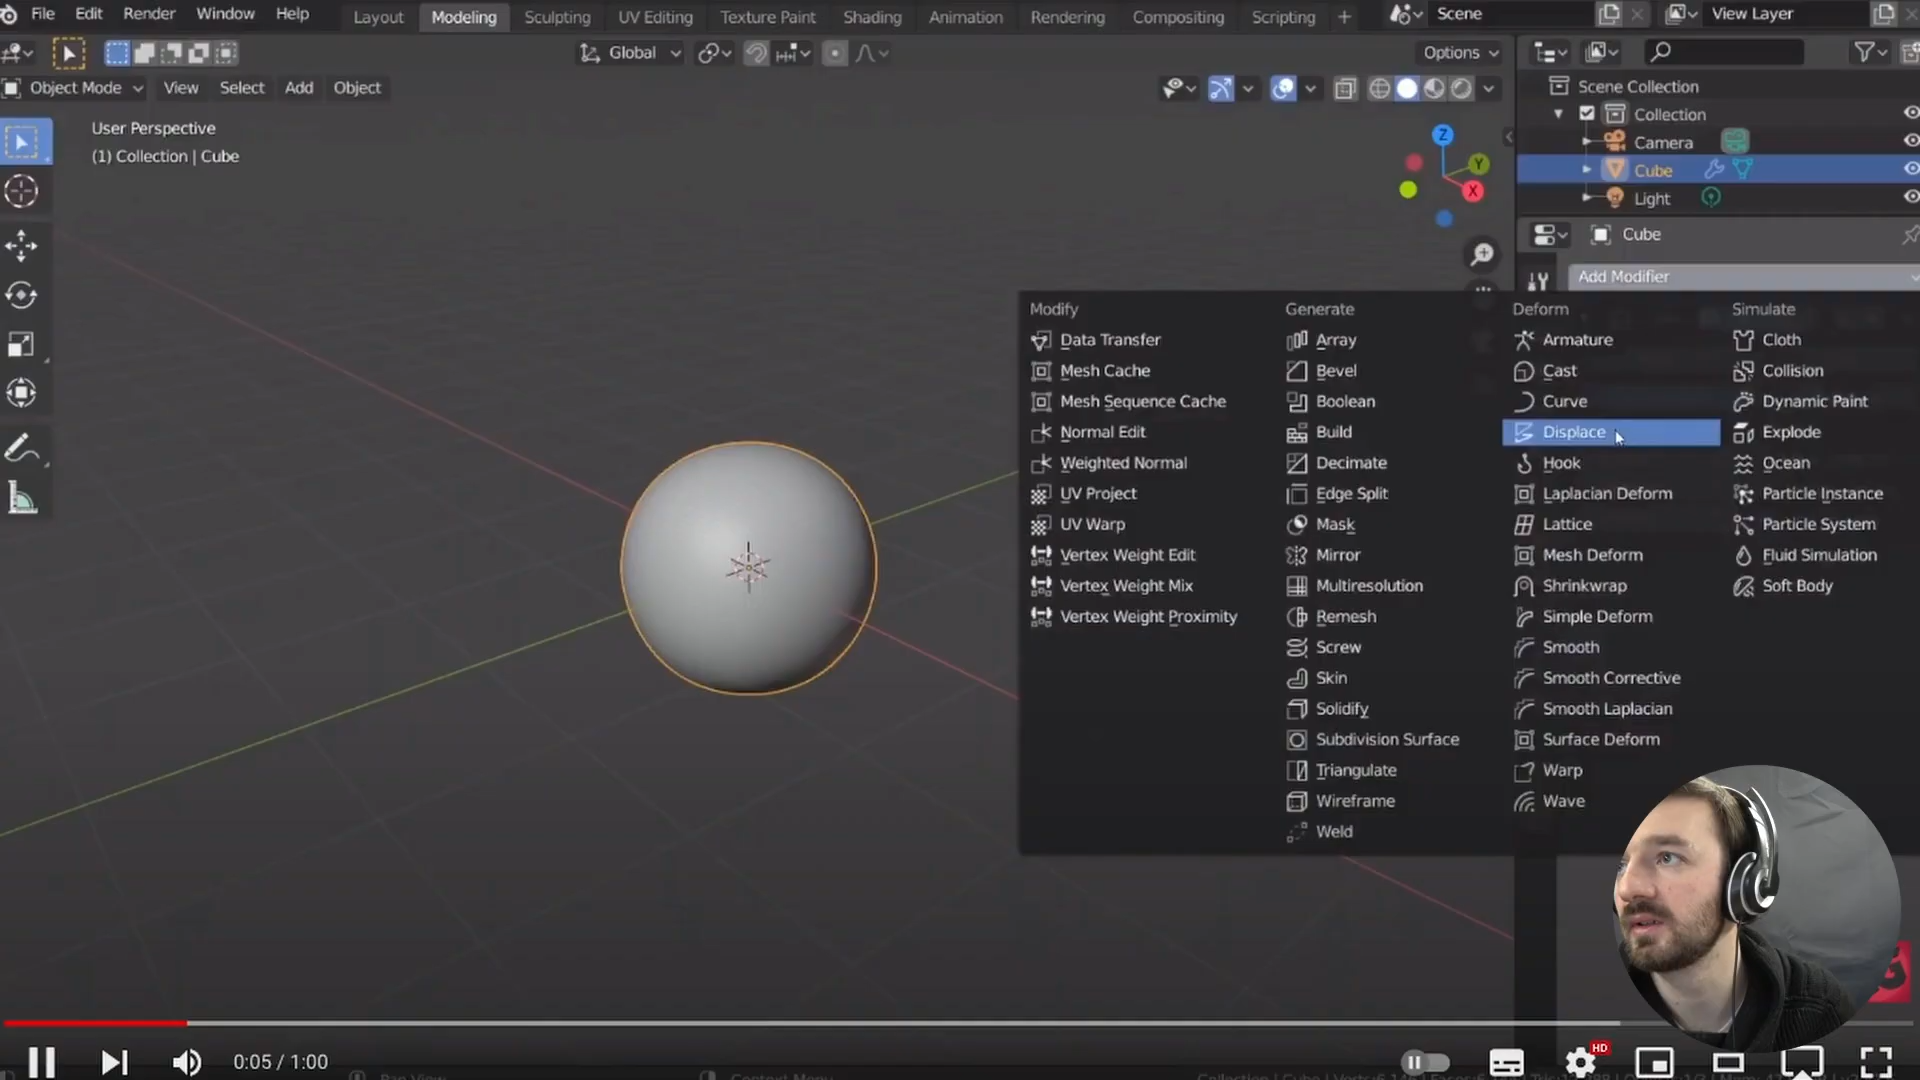 File Edit Render Window Help Layout Modeling Sculpting UV Editing Texture Paint Shading Animation Rendering Compositing Scripting + Scene View Layer
Global Options
Object Mode View Select Add Object
User Perspective
(1) Collection | Cube
Z
Y
X
Scene Collection
Collection
Camera
Cube
Light
Cube
Add Modifier
Modify
Data Transfer
Mesh Cache
Mesh Sequence Cache
Normal Edit
Weighted Normal
UV Project
UV Warp
Vertex Weight Edit
Vertex Weight Mix
Vertex Weight Proximity
Generate
Array
Bevel
Boolean
Build
Decimate
Edge Split
Mask
Mirror
Multiresolution
Remesh
Screw
Skin
Solidify
Subdivision Surface
Triangulate
Wireframe
Weld
Deform
Armature
Cast
Curve
Displace
Hook
Laplacian Deform
Lattice
Mesh Deform
Shrinkwrap
Simple Deform
Smooth
Smooth Corrective
Smooth Laplacian
Surface Deform
Warp
Wave
Simulate
Cloth
Collision
Dynamic Paint
Explode
Ocean
Particle Instance
Particle System
Fluid Simulation
Soft Body
0:05 / 1:00
HD